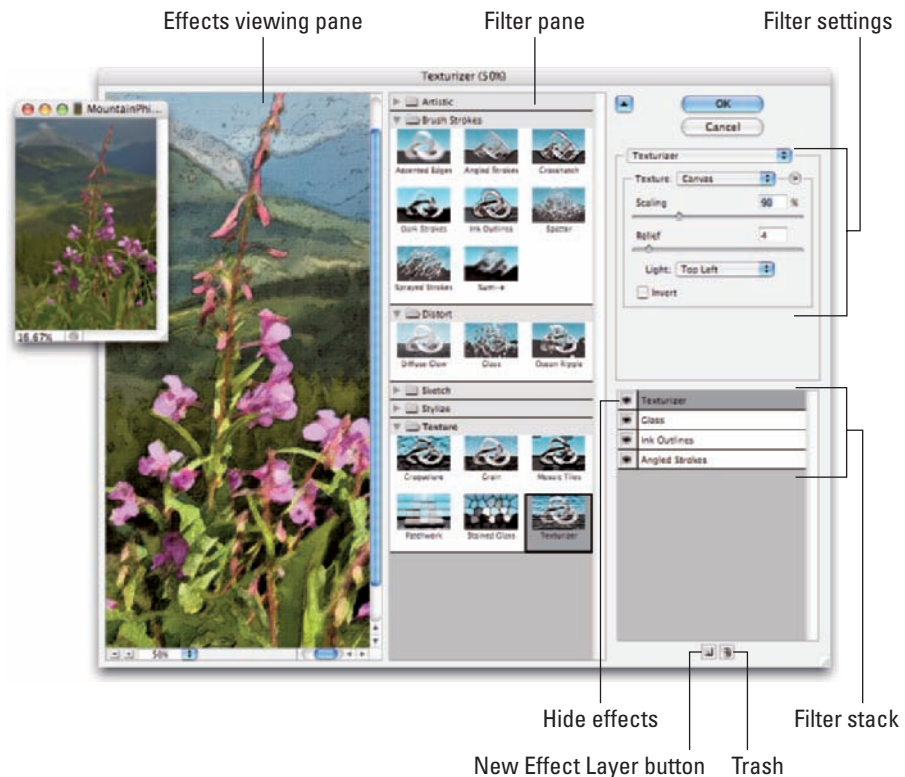 Effects viewing pane
Filter pane
Filter settings
Texturizer (50%)
MountainPhi...
16.67%
50%
Artistic
Brush Strokes
Accented Edges
Angled Strokes
Crosshatch
Dark Strokes
Ink Outlines
Spatter
Sprayed Strokes
Sumi-e
Distort
Diffuse Glow
Glass
Ocean Ripple
Sketch
Stylize
Texture
Craquelure
Grain
Mosaic Tiles
Patchwork
Stained Glass
Texturizer
OK
Cancel
Texturizer
Texture: Canvas
Scaling 90 %
Relief 4
Light: Top Left
Invert
Texturizer
Glass
Ink Outlines
Angled Strokes
Hide effects
Filter stack
New Effect Layer button
Trash